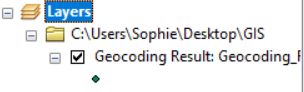 Layers
C:\Users\Sophie\Desktop\GIS
Geocoding Result: Geocoding_